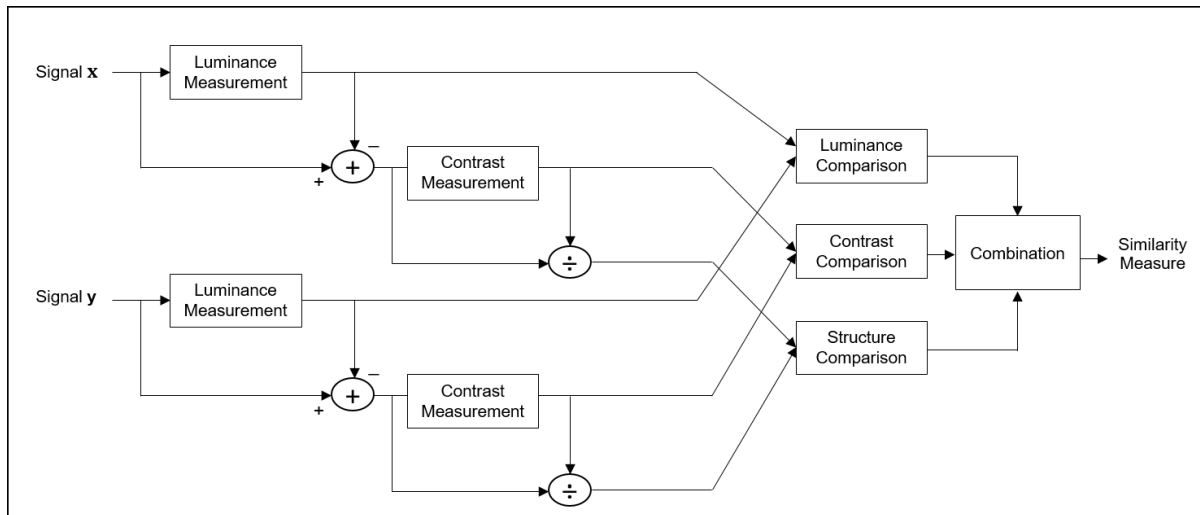 Signal x
Luminance
Measurement
−
+
+
Contrast
Measurement
÷
Signal y
Luminance
Measurement
−
+
+
Contrast
Measurement
÷
Luminance
Comparison
Contrast
Comparison
Structure
Comparison
Combination
Similarity
Measure